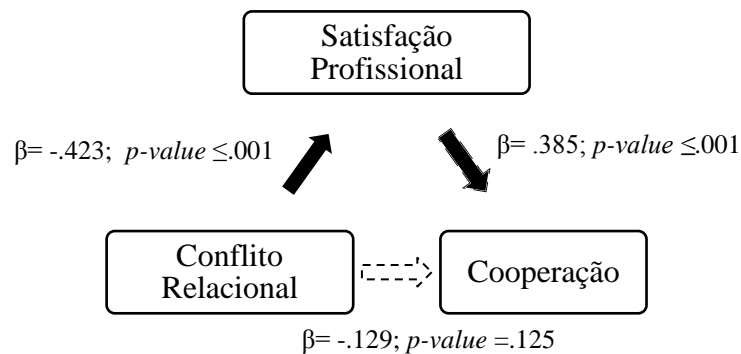 Satisfação
Profissional
β= -.423; p-value ≤.001
β= .385; p-value ≤.001
Conflito
Relacional
Cooperação
β= -.129; p-value =.125